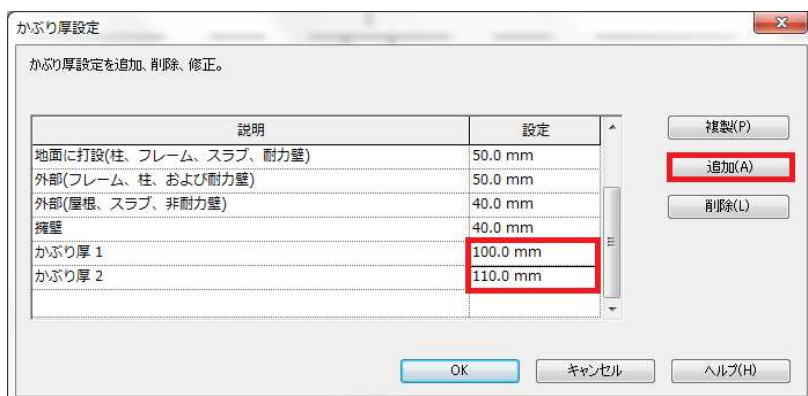 かぶり厚設定
かぶり厚設定を追加、削除、修正。
説明 設定
地面に打設(柱、フレーム、スラブ、耐力壁) 50.0 mm
外部(フレーム、柱、および耐力壁) 50.0 mm
外部(屋根、スラブ、非耐力壁) 40.0 mm
擁壁 40.0 mm
かぶり厚 1 100.0 mm
かぶり厚 2 110.0 mm
複製(P)
追加(A)
削除(L)
OK キャンセル ヘルプ(H)